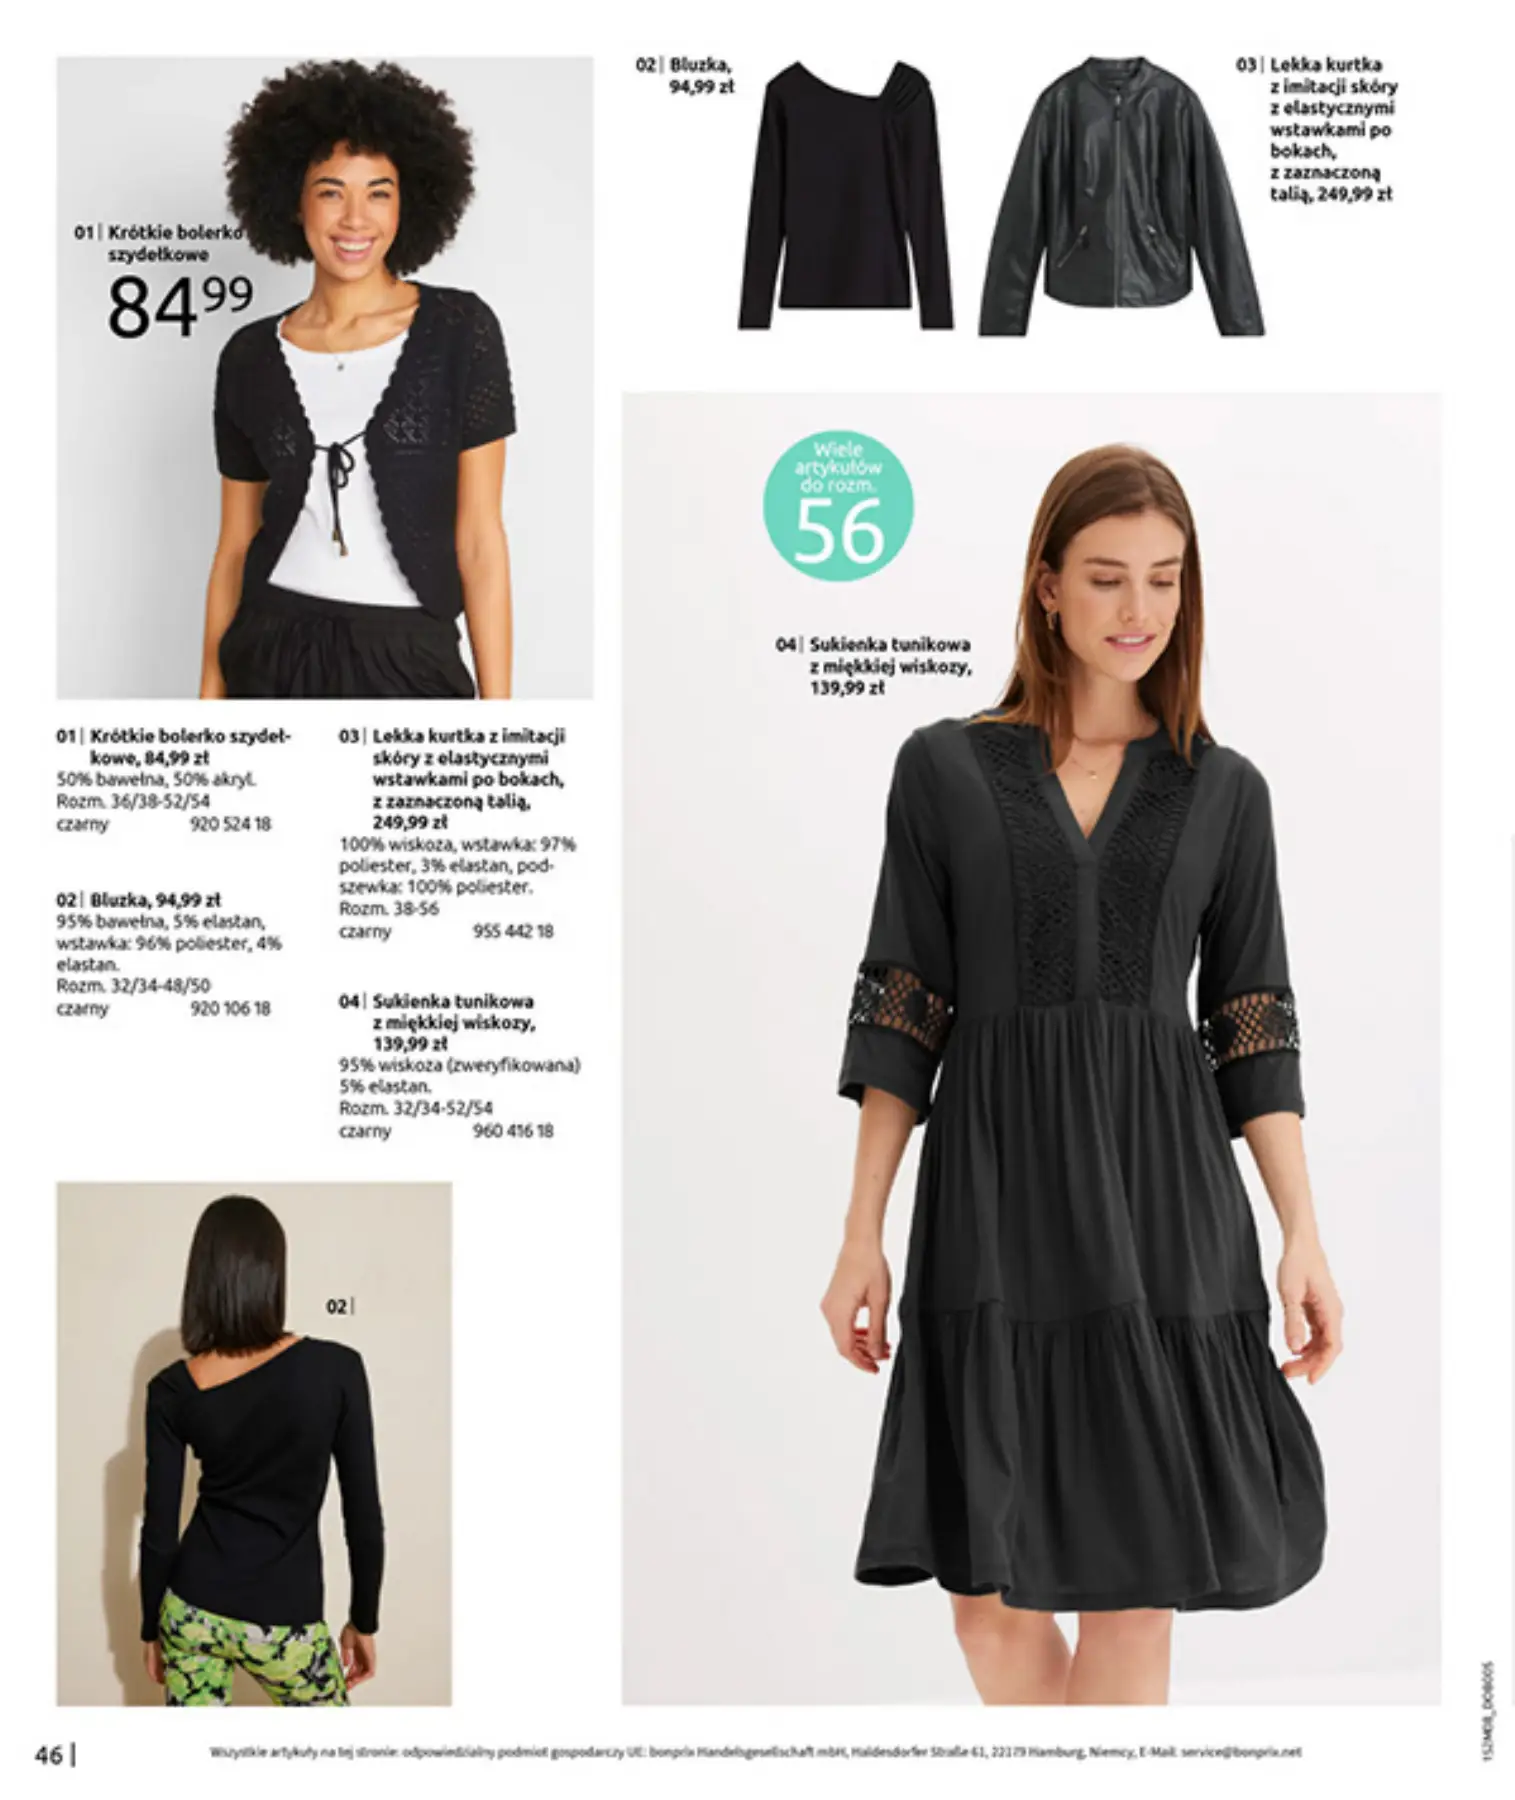 01| Krótkie bolerko
szydełkowe
84⁹⁹
02| Bluzka,
94,99 zł
03| Lekka kurtka
z imitacji skóry
z elastycznymi
wstawkami po
bokach,
z zaznaczoną
talią, 249,99 zł
Wiele
artykułów
do rozm.
56
04| Sukienka tunikowa
z miękkiej wiskozy,
139,99 zł
01| Krótkie bolerko szydeł-
kowe, 84,99 zł
50% bawełna, 50% akryl.
Rozm. 36/38-52/54
czarny 920 524 18
02| Bluzka, 94,99 zł
95% bawełna, 5% elastan,
wstawka: 96% poliester, 4%
elastan.
Rozm. 32/34-48/50
czarny 920 106 18
03| Lekka kurtka z imitacji
skóry z elastycznymi
wstawkami po bokach,
z zaznaczoną talią,
249,99 zł
100% wiskoza, wstawka: 97%
poliester, 3% elastan, pod-
szewka: 100% poliester.
Rozm. 38-56
czarny 955 442 18
04| Sukienka tunikowa
z miękkiej wiskozy,
139,99 zł
95% wiskoza (zweryfikowana)
5% elastan.
Rozm. 32/34-52/54
czarny 960 416 18
02|
46| Wszystkie artykuły na tej stronie: odpowiedzialny podmiot gospodarczy UE: bonprix Handelsgesellschaft mbH, Haldesdorfer Straße 61, 22179 Hamburg, Niemcy, E-Mail: service@bonprix.net
152M08_DOB005